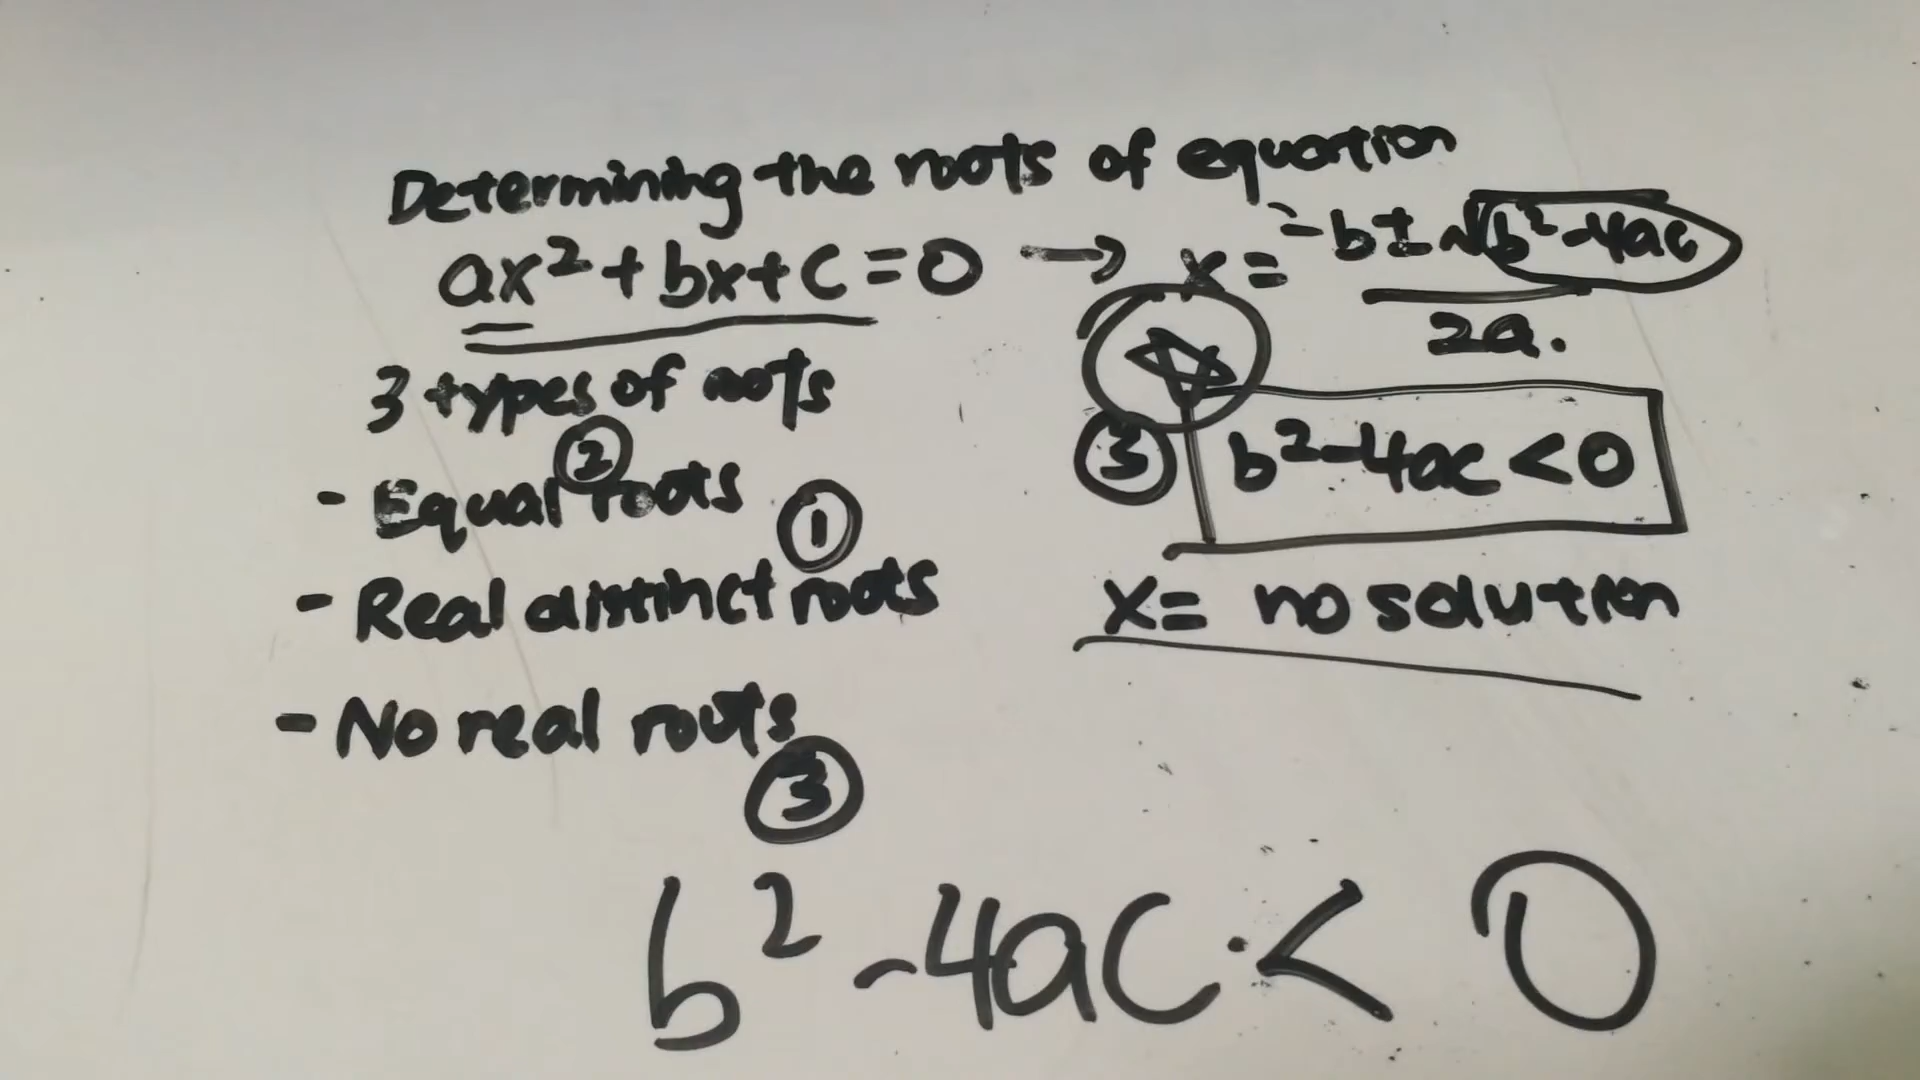 Determining the roots of equation
ax²+bx+c=0 → x = -b±√b²-4ac
2a.
3 types of roots
②
- Equal roots
①
- Real distinct roots
- No real roots
③
③ b²-4ac<0
x= no solution
b²-4ac < 0